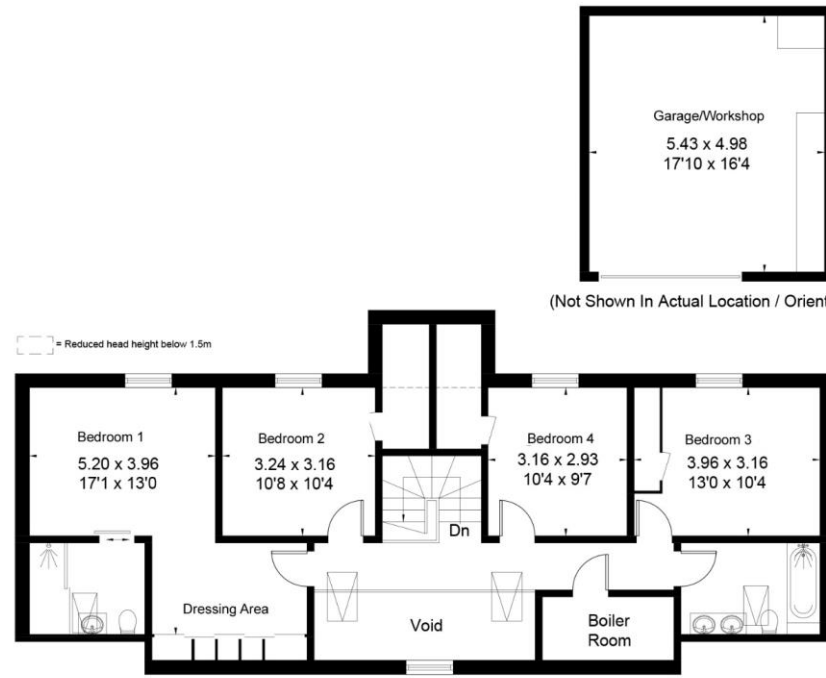 Garage/Workshop
5.43 x 4.98
17'10 x 16'4
(Not Shown In Actual Location / Orient
= Reduced head height below 1.5m
Bedroom 1
5.20 x 3.96
17'1 x 13'0
Bedroom 2
3.24 x 3.16
10'8 x 10'4
Bedroom 4
3.16 x 2.93
10'4 x 9'7
Bedroom 3
3.96 x 3.16
13'0 x 10'4
Dn
Dressing Area
Void
Boiler
Room